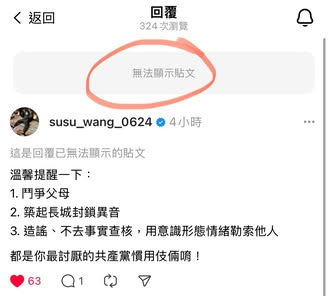 回覆
324 次瀏覽
返回
無法顯示貼文
susu_wang_0624 4小時
這是回覆已無法顯示的貼文
溫馨提醒一下：
1. 鬥爭父母
2. 築起長城封鎖異音
3. 造謠、不去事實查核，用意識形態情緒勒索他人
都是你最討厭的共產黨慣用伎倆唷！
63 1